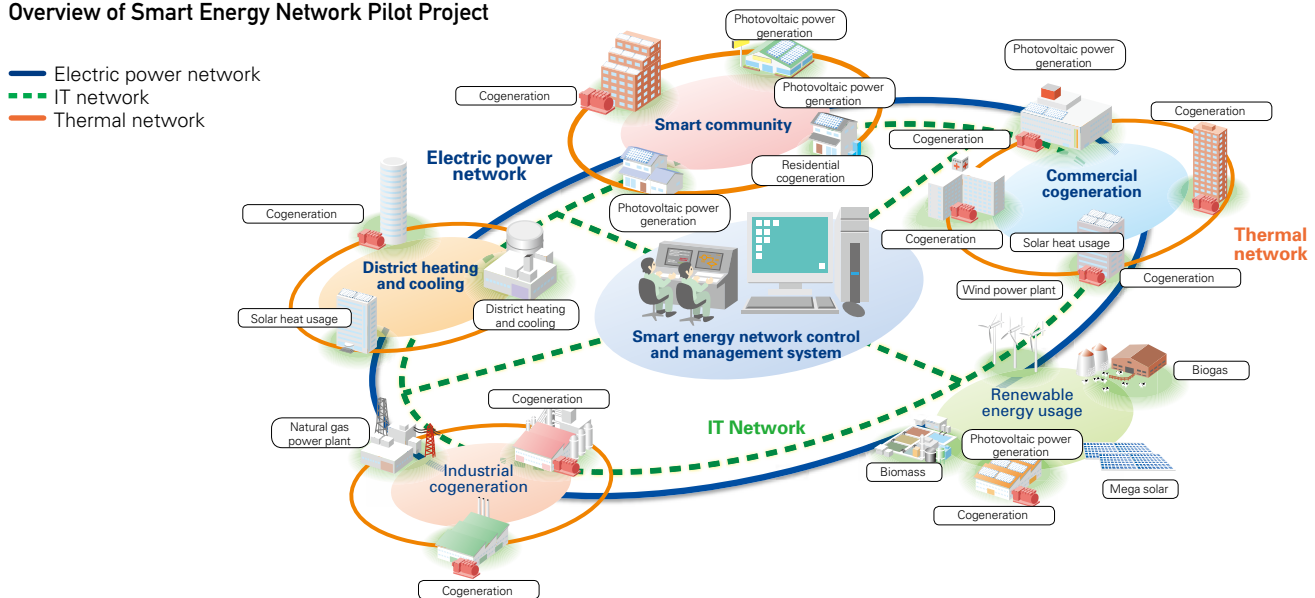 Overview of Smart Energy Network Pilot Project
Electric power network
IT network
Thermal network
Photovoltaic power
generation
Photovoltaic power
generation
Cogeneration
Photovoltaic power
generation
Cogeneration
Smart community
Cogeneration
Electric power
network
Residential
cogeneration
Commercial
cogeneration
Photovoltaic power
generation
Cogeneration
Cogeneration
Solar heat usage
Thermal
network
District heating
and cooling
Cogeneration
Wind power plant
Solar heat usage
District heating
and cooling
Smart energy network control
and management system
Biogas
Renewable
energy usage
Cogeneration
Natural gas
power plant
IT Network
Photovoltaic power
generation
Industrial
cogeneration
Biomass
Mega solar
Cogeneration
Cogeneration